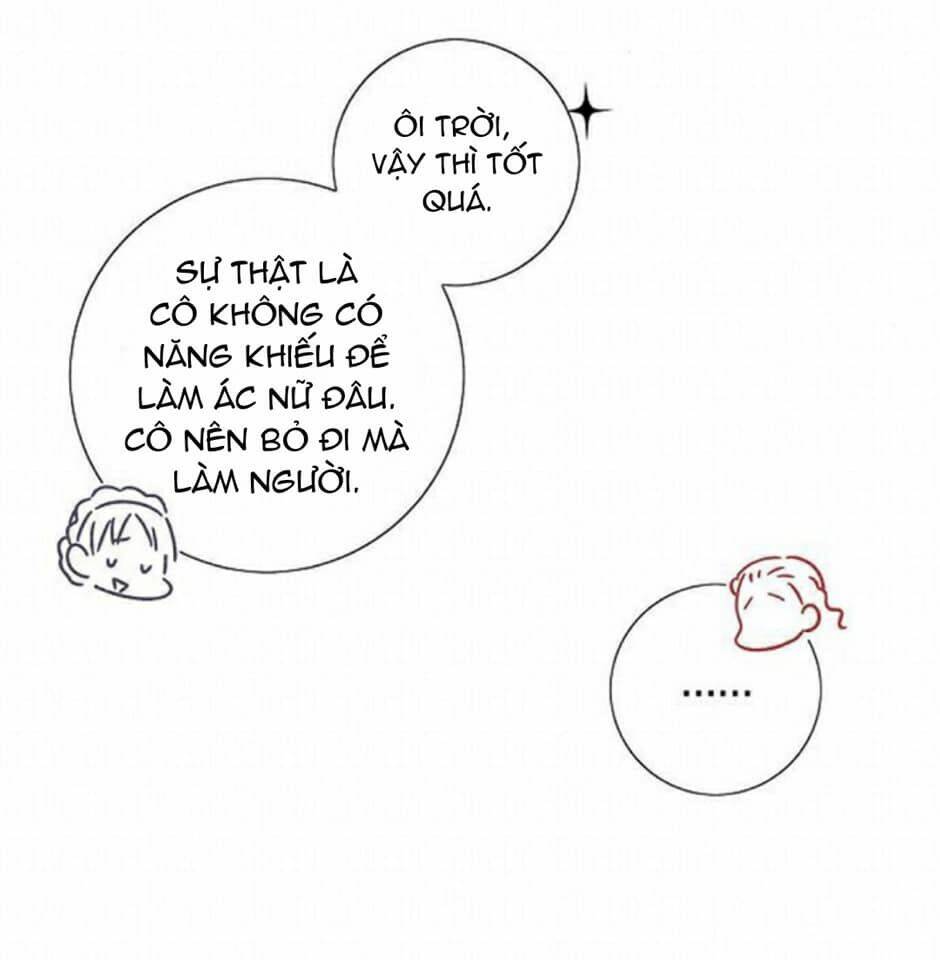 ÔI TRỜI,
VẬY THÌ TỐT
QUÁ.
SỰ THẬT LÀ
CÔ KHÔNG CÓ
NĂNG KHIẾU ĐỂ
LÀM ÁC NỮ ĐÂU.
CÔ NÊN BỎ ĐI MÀ
LÀM NGƯỜI.
......